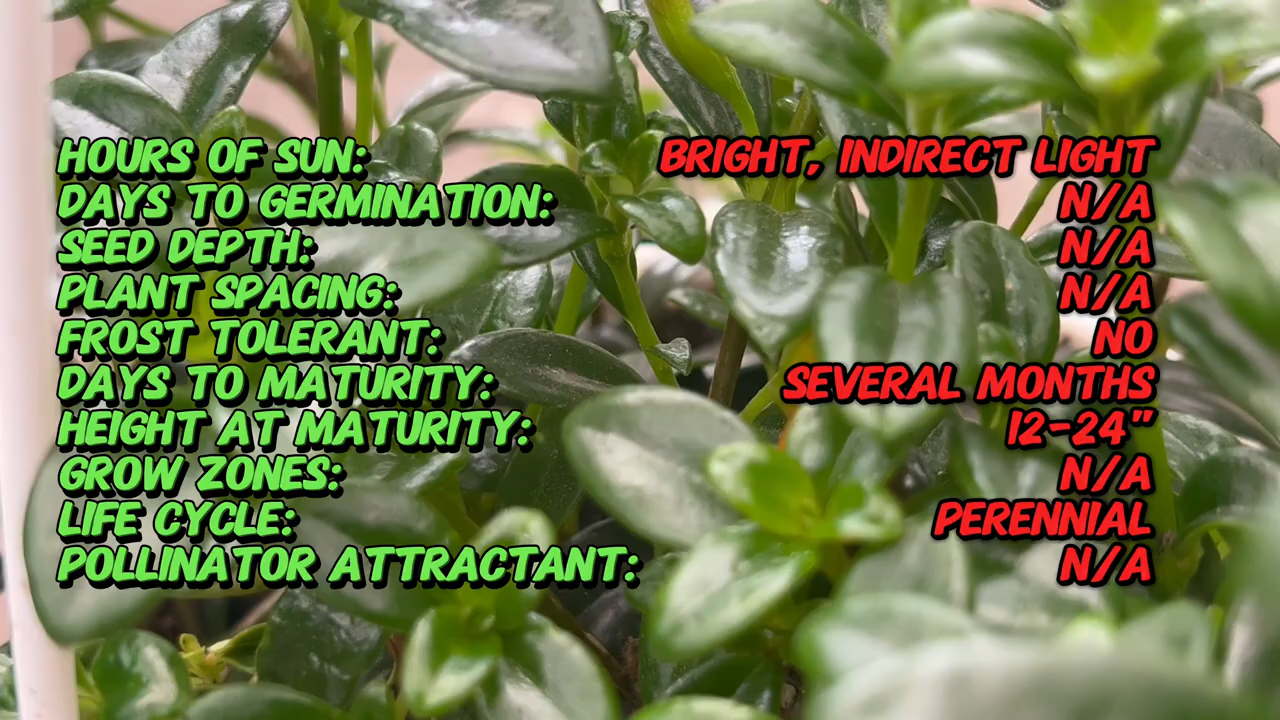 HOURS OF SUN: BRIGHT, INDIRECT LIGHT
DAYS TO GERMINATION: N/A
SEED DEPTH: N/A
PLANT SPACING: N/A
FROST TOLERANT: NO
DAYS TO MATURITY: SEVERAL MONTHS
HEIGHT AT MATURITY: 12-24"
GROW ZONES: N/A
LIFE CYCLE: PERENNIAL
POLLINATOR ATTRACTANT: N/A